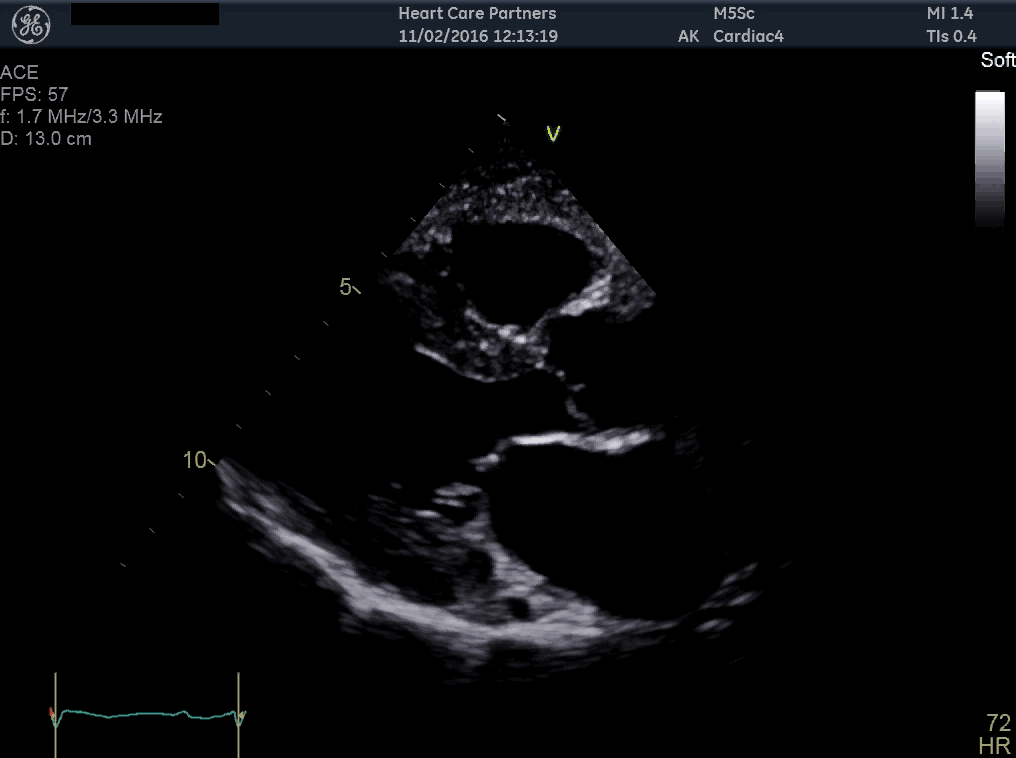 GE
Heart Care Partners
11/02/2016 12:13:19
AK
M5Sc
Cardiac4
MI 1.4
TIs 0.4
Soft
ACE
FPS: 57
f: 1.7 MHz/3.3 MHz
D: 13.0 cm
V
5
10
72
HR